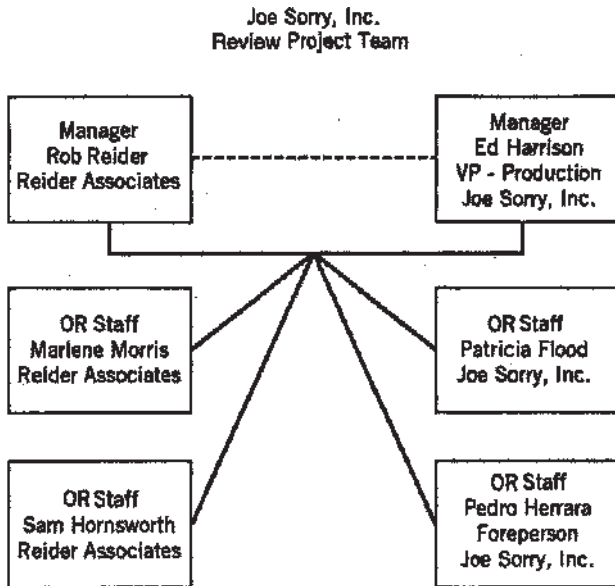 Joe Sorry, Inc.
Review Project Team
Manager
Rob Reider
Reider Associates
Manager
Ed Harrison
VP - Production
Joe Sorry, Inc.
OR Staff
Marlene Morris
Reider Associates
OR Staff
Patricia Flood
Joe Sorry, Inc.
OR Staff
Sam Hornsworth
Reider Associates
OR Staff
Pedro Herrara
Foreperson
Joe Sorry, Inc.